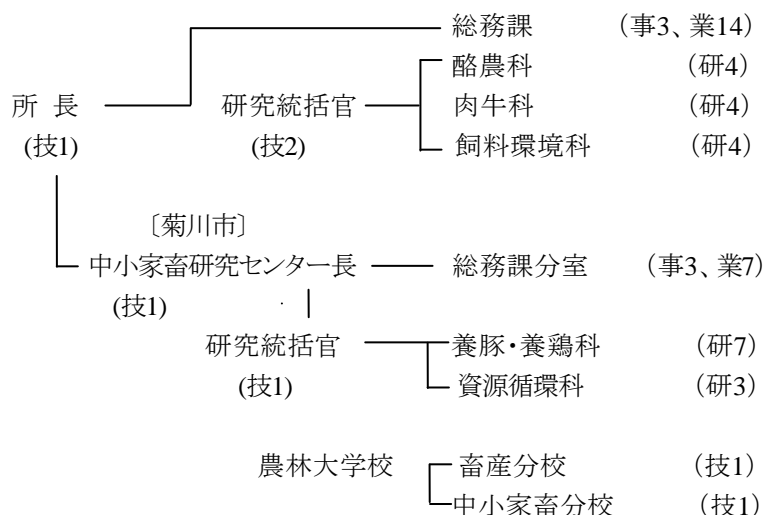 総務課 (事3、業14)
酪農科 (研4)
所 長 研究統括官 肉牛科 (研4)
(技1) (技2) 飼料環境科 (研4)
〔菊川市〕
中小家畜研究センター長 総務課分室 (事3、業7)
(技1)
研究統括官 養豚・養鶏科 (研7)
(技1) 資源循環科 (研3)
農林大学校 畜産分校 (技1)
中小家畜分校 (技1)